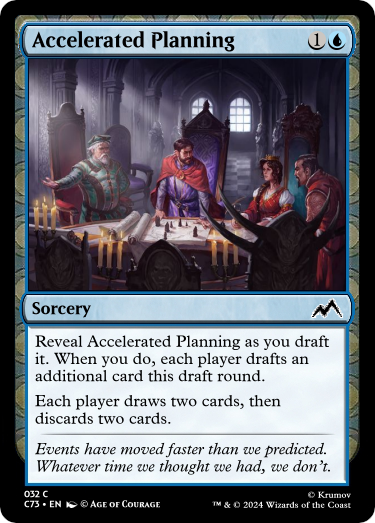 Accelerated Planning 1
Sorcery
Reveal Accelerated Planning as you draft
it. When you do, each player drafts an
additional card this draft round.
Each player draws two cards, then
discards two cards.
Events have moved faster than we predicted.
Whatever time we thought we had, we don't.
032 C © Krumov
C73 • EN Age of Courage ™ & © 2024 Wizards of the Coast